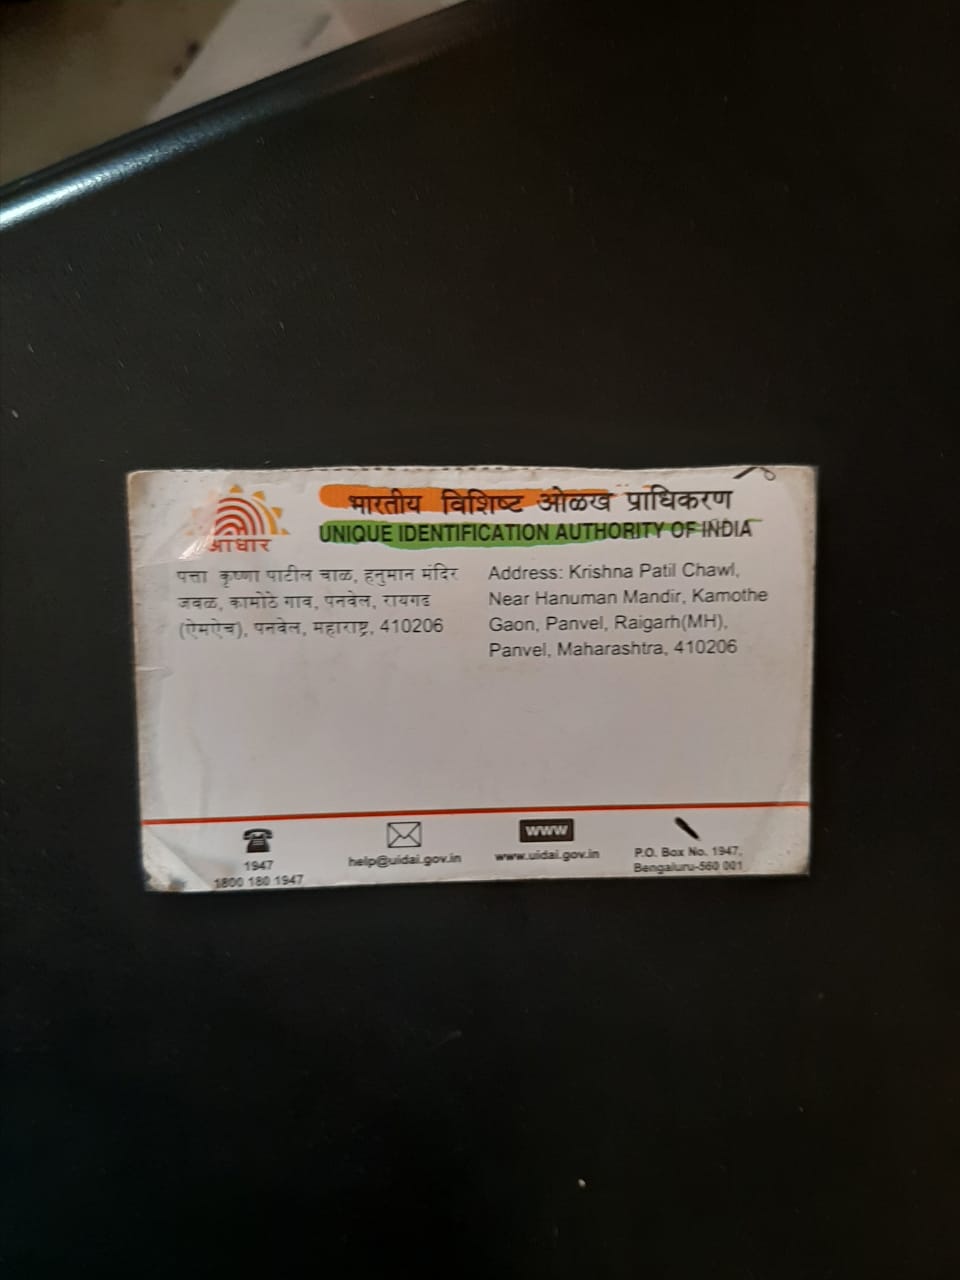 भारतीय विशिष्ट ओळख प्राधिकरण
UNIQUE IDENTIFICATION AUTHORITY OF INDIA
आधार
पत्ता कृष्णा पाटील चाळ, हनुमान मंदिर
जवळ, कामोठे गाव, पनवेल, रायगड
(ऐमऐच), पनवेल, महाराष्ट्र, 410206
Address: Krishna Patil Chawl,
Near Hanuman Mandir, Kamothe
Gaon, Panvel, Raigarh(MH),
Panvel, Maharashtra, 410206
1947
1800 180 1947
help@uidai.gov.in
WWW
www.uidai.gov.in
P.O. Box No. 1947,
Bengaluru-560 001